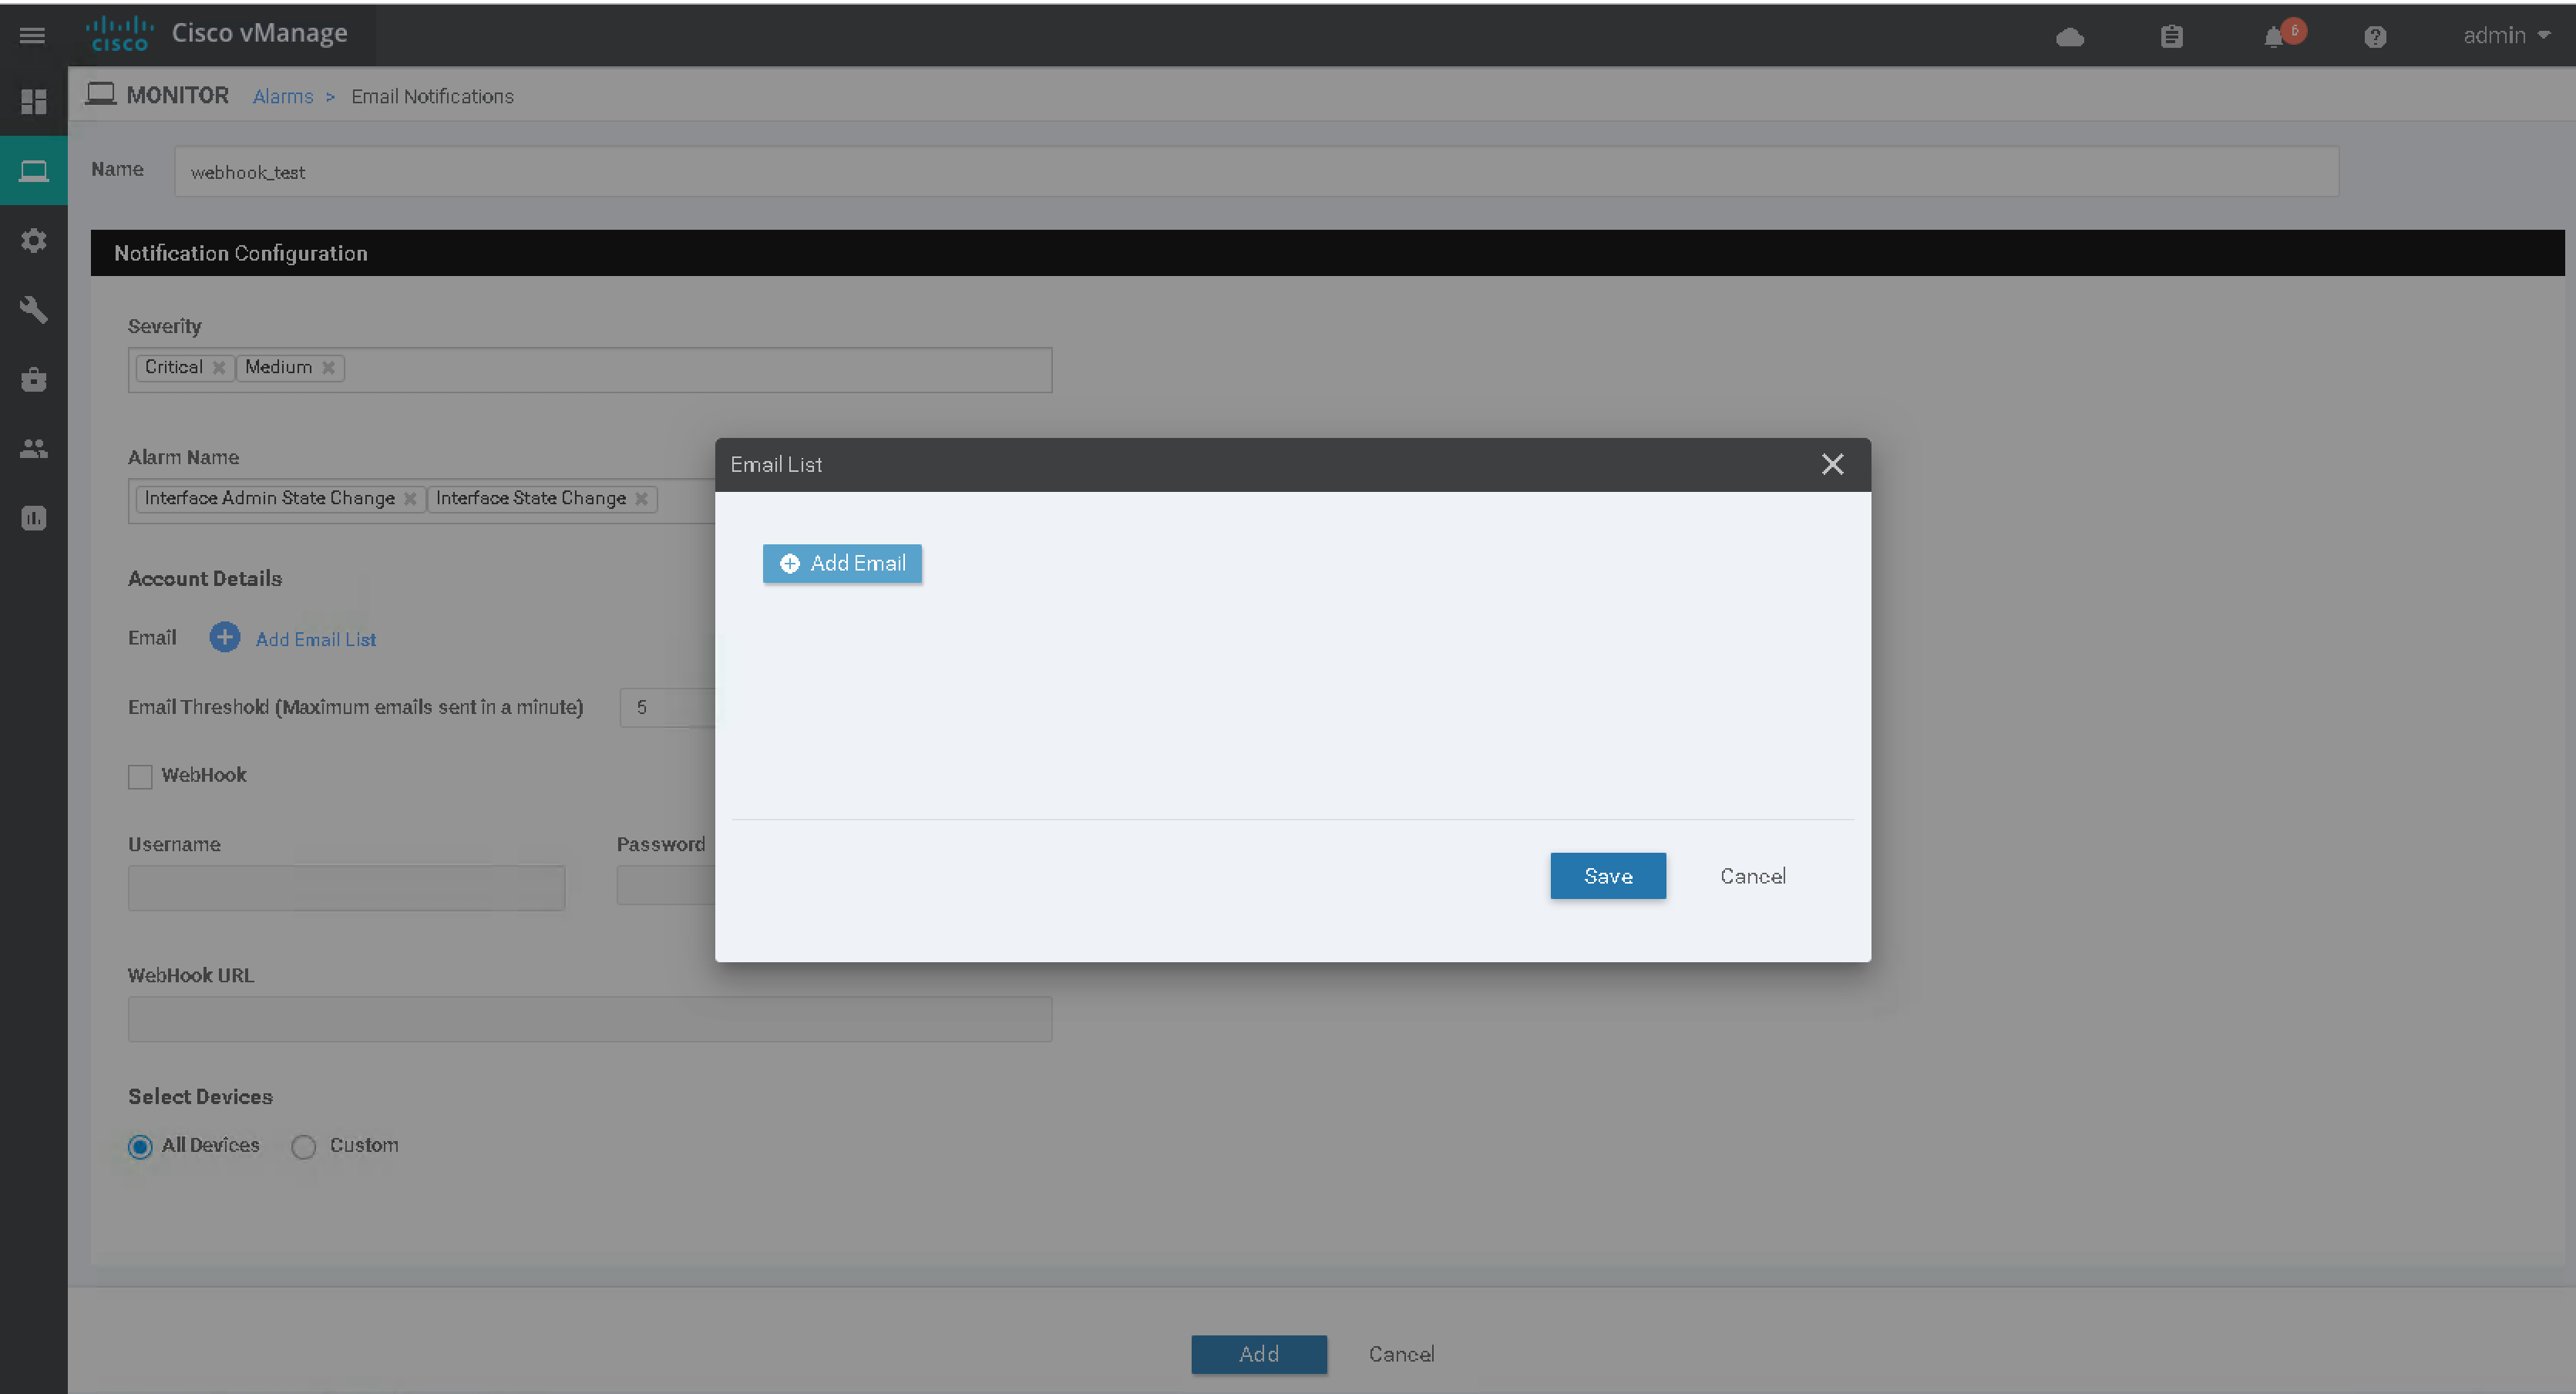 CISCO Cisco vManage 6 admin
MONITOR Alarms > Email Notifications
Name webhook_test
Notification Configuration
Severity
Critical Medium
Alarm Name
Interface Admin State Change Interface State Change
Account Details
Email Add Email List
Email Threshold (Maximum emails sent in a minute) 5
WebHook
Username Password
WebHook URL
Select Devices
All Devices Custom
Email List
Add Email
Save Cancel
Add Cancel